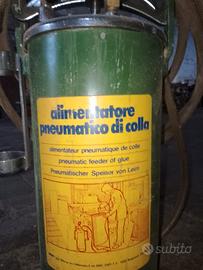 alimentatore
pneumatico di colla
alimentateur pneumatique de colle
pneumatic feeder of glue
Pneumatischer Speiser von Leim
subito